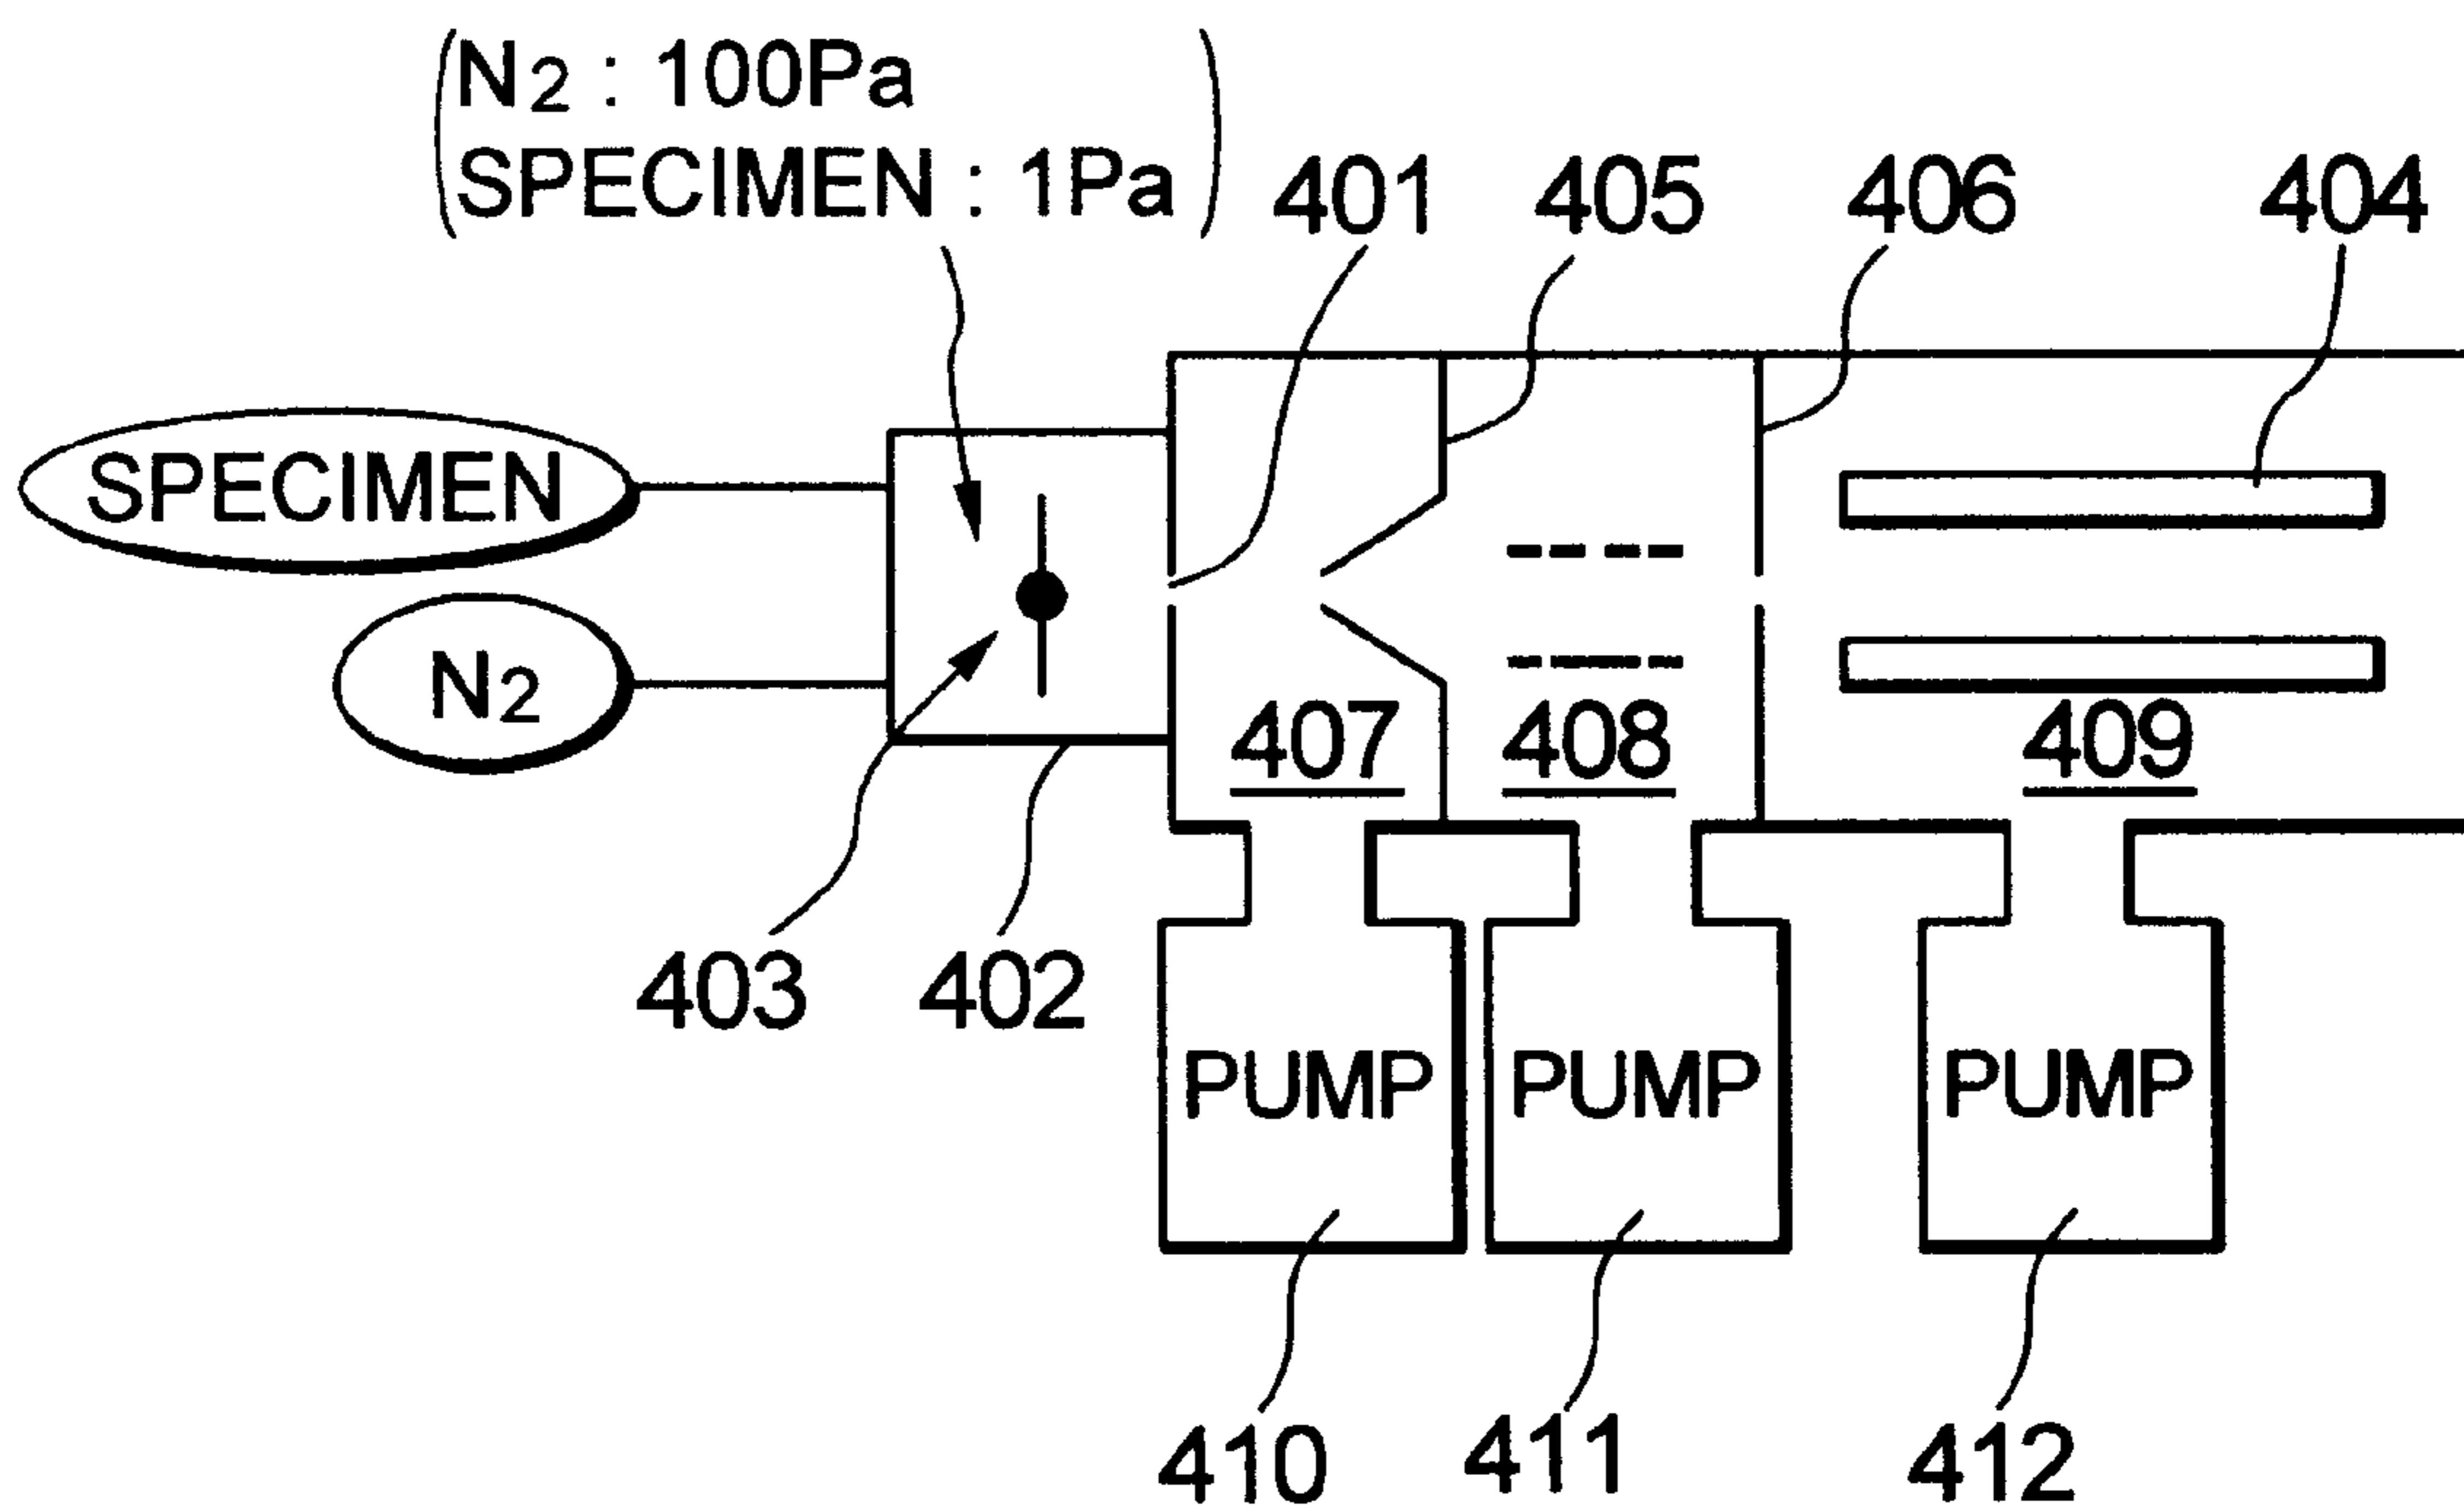 N2 : 100Pa
SPECIMEN : 1Pa
401 405 406 404
SPECIMEN
N2
407 408 409
403 402
PUMP PUMP PUMP
410 411 412